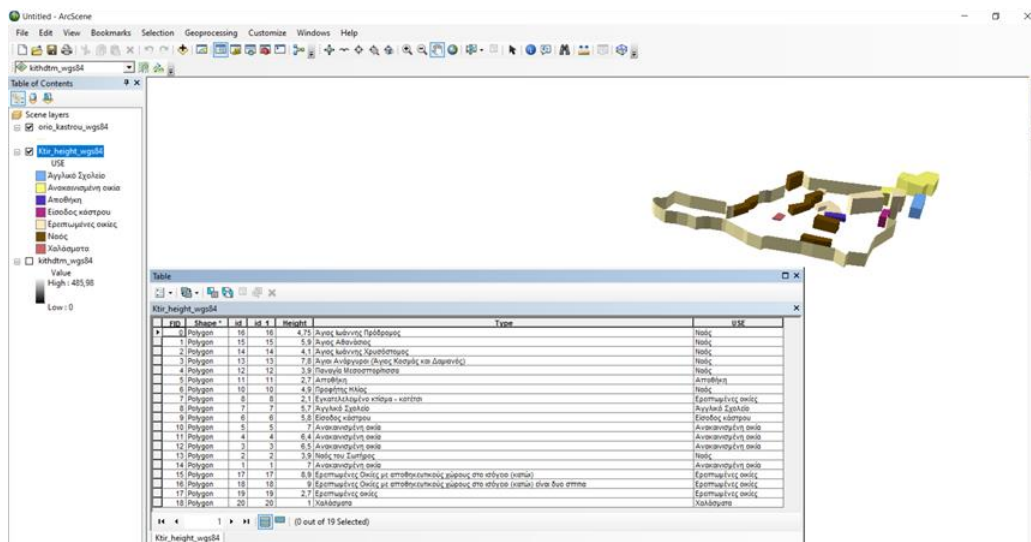 Untitled - ArcScene
File Edit View Bookmarks Selection Geoprocessing Customize Windows Help
kithdtm_wgs84
Table of Contents
Scene layers
orio_kastrou_wgs84
Ktir_height_wgs84
USE
Άγγλικό Σχολείο
Ανακαινισμένη οικία
Αποθήκη
Είσοδος κάστρου
Ερειπωμένες οικίες
Ναός
Χαλάσματα
kithdtm_wgs84
Value
High : 485,98
Low : 0
Table
Ktir_height_wgs84
FID Shape * id id_1 Height Type USE
0 Polygon 16 16 4,75 Άγιος Ιωάννης Πρόδρομος Ναός
1 Polygon 15 15 5,9 Άγιος Αθανάσιος Ναός
2 Polygon 14 14 4,1 Άγιος Ιωάννης Χρυσόστομος Ναός
3 Polygon 13 13 7,8 Άγιοι Ανάργυροι (Άγιος Κοσμάς και Δαμιανός) Ναός
4 Polygon 12 12 3,9 Παναγία Μεσοσπορίτισσα Ναός
5 Polygon 11 11 2,7 Αποθήκη Αποθήκη
6 Polygon 10 10 4,9 Προφήτης Ηλίας Ναός
7 Polygon 8 8 2,1 Εγκαταλελειμένο κτίσμα - κατέτσι Ερειπωμένες οικίες
8 Polygon 7 7 5,7 Άγγλικό Σχολείο Άγγλικό Σχολείο
9 Polygon 6 6 5,8 Είσοδος κάστρου Είσοδος κάστρου
10 Polygon 5 5 7 Ανακαινισμένη οικία Ανακαινισμένη οικία
11 Polygon 4 4 6,4 Ανακαινισμένη οικία Ανακαινισμένη οικία
12 Polygon 3 3 6,5 Ανακαινισμένη οικία Ανακαινισμένη οικία
13 Polygon 2 2 3,9 Ναός του Σωτήρος Ναός
14 Polygon 1 1 7 Ανακαινισμένη οικία Ανακαινισμένη οικία
15 Polygon 17 17 8,9 Ερειπωμένες Οικίες με αποθηκευτικούς χώρους στο ισόγειο (κατώι) Ερειπωμένες οικίες
16 Polygon 18 18 9 Ερειπωμένες Οικίες με αποθηκευτικούς χώρους στο ισόγειο (κατώι) είναι δυο σπιτια Ερειπωμένες οικίες
17 Polygon 19 19 2,7 Ερειπωμένες οικίες Ερειπωμένες οικίες
18 Polygon 20 20 1 Χαλάσματα Χαλάσματα
1 (0 out of 19 Selected)
Ktir_height_wgs84